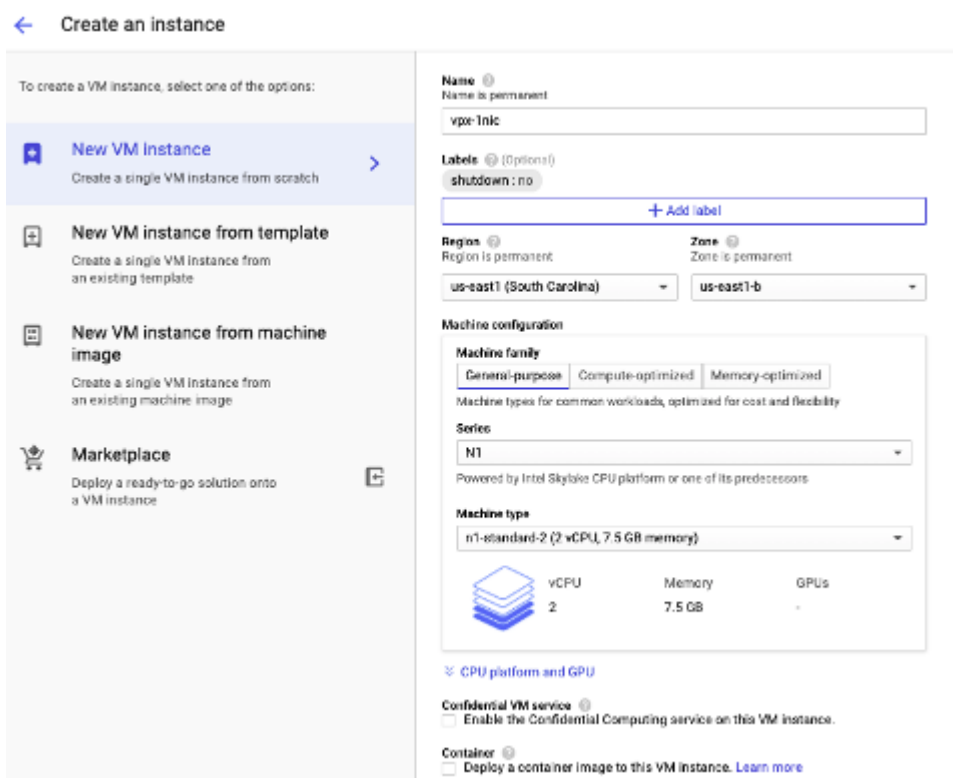 Create an instance
To create a VM instance, select one of the options:
New VM instance
Create a single VM instance from scratch
New VM instance from template
Create a single VM instance from
an existing template
New VM instance from machine
image
Create a single VM instance from
an existing machine image
Marketplace
Deploy a ready-to-go solution onto
a VM instance
Name
Name is permanent
vpx-1nic
Labels (Optional)
shutdown : no
+ Add label
Region
Region is permanent
us-east1 (South Carolina)
Zone
Zone is permanent
us-east1-b
Machine configuration
Machine family
General-purpose Compute-optimized Memory-optimized
Machine types for common workloads, optimized for cost and flexibility
Series
N1
Powered by Intel Skylake CPU platform or one of its predecessors
Machine type
n1-standard-2 (2 vCPU, 7.5 GB memory)
vCPU Memory GPUs
2 7.5 GB -
CPU platform and GPU
Confidential VM service
Enable the Confidential Computing service on this VM instance.
Container
Deploy a container image to this VM instance. Learn more